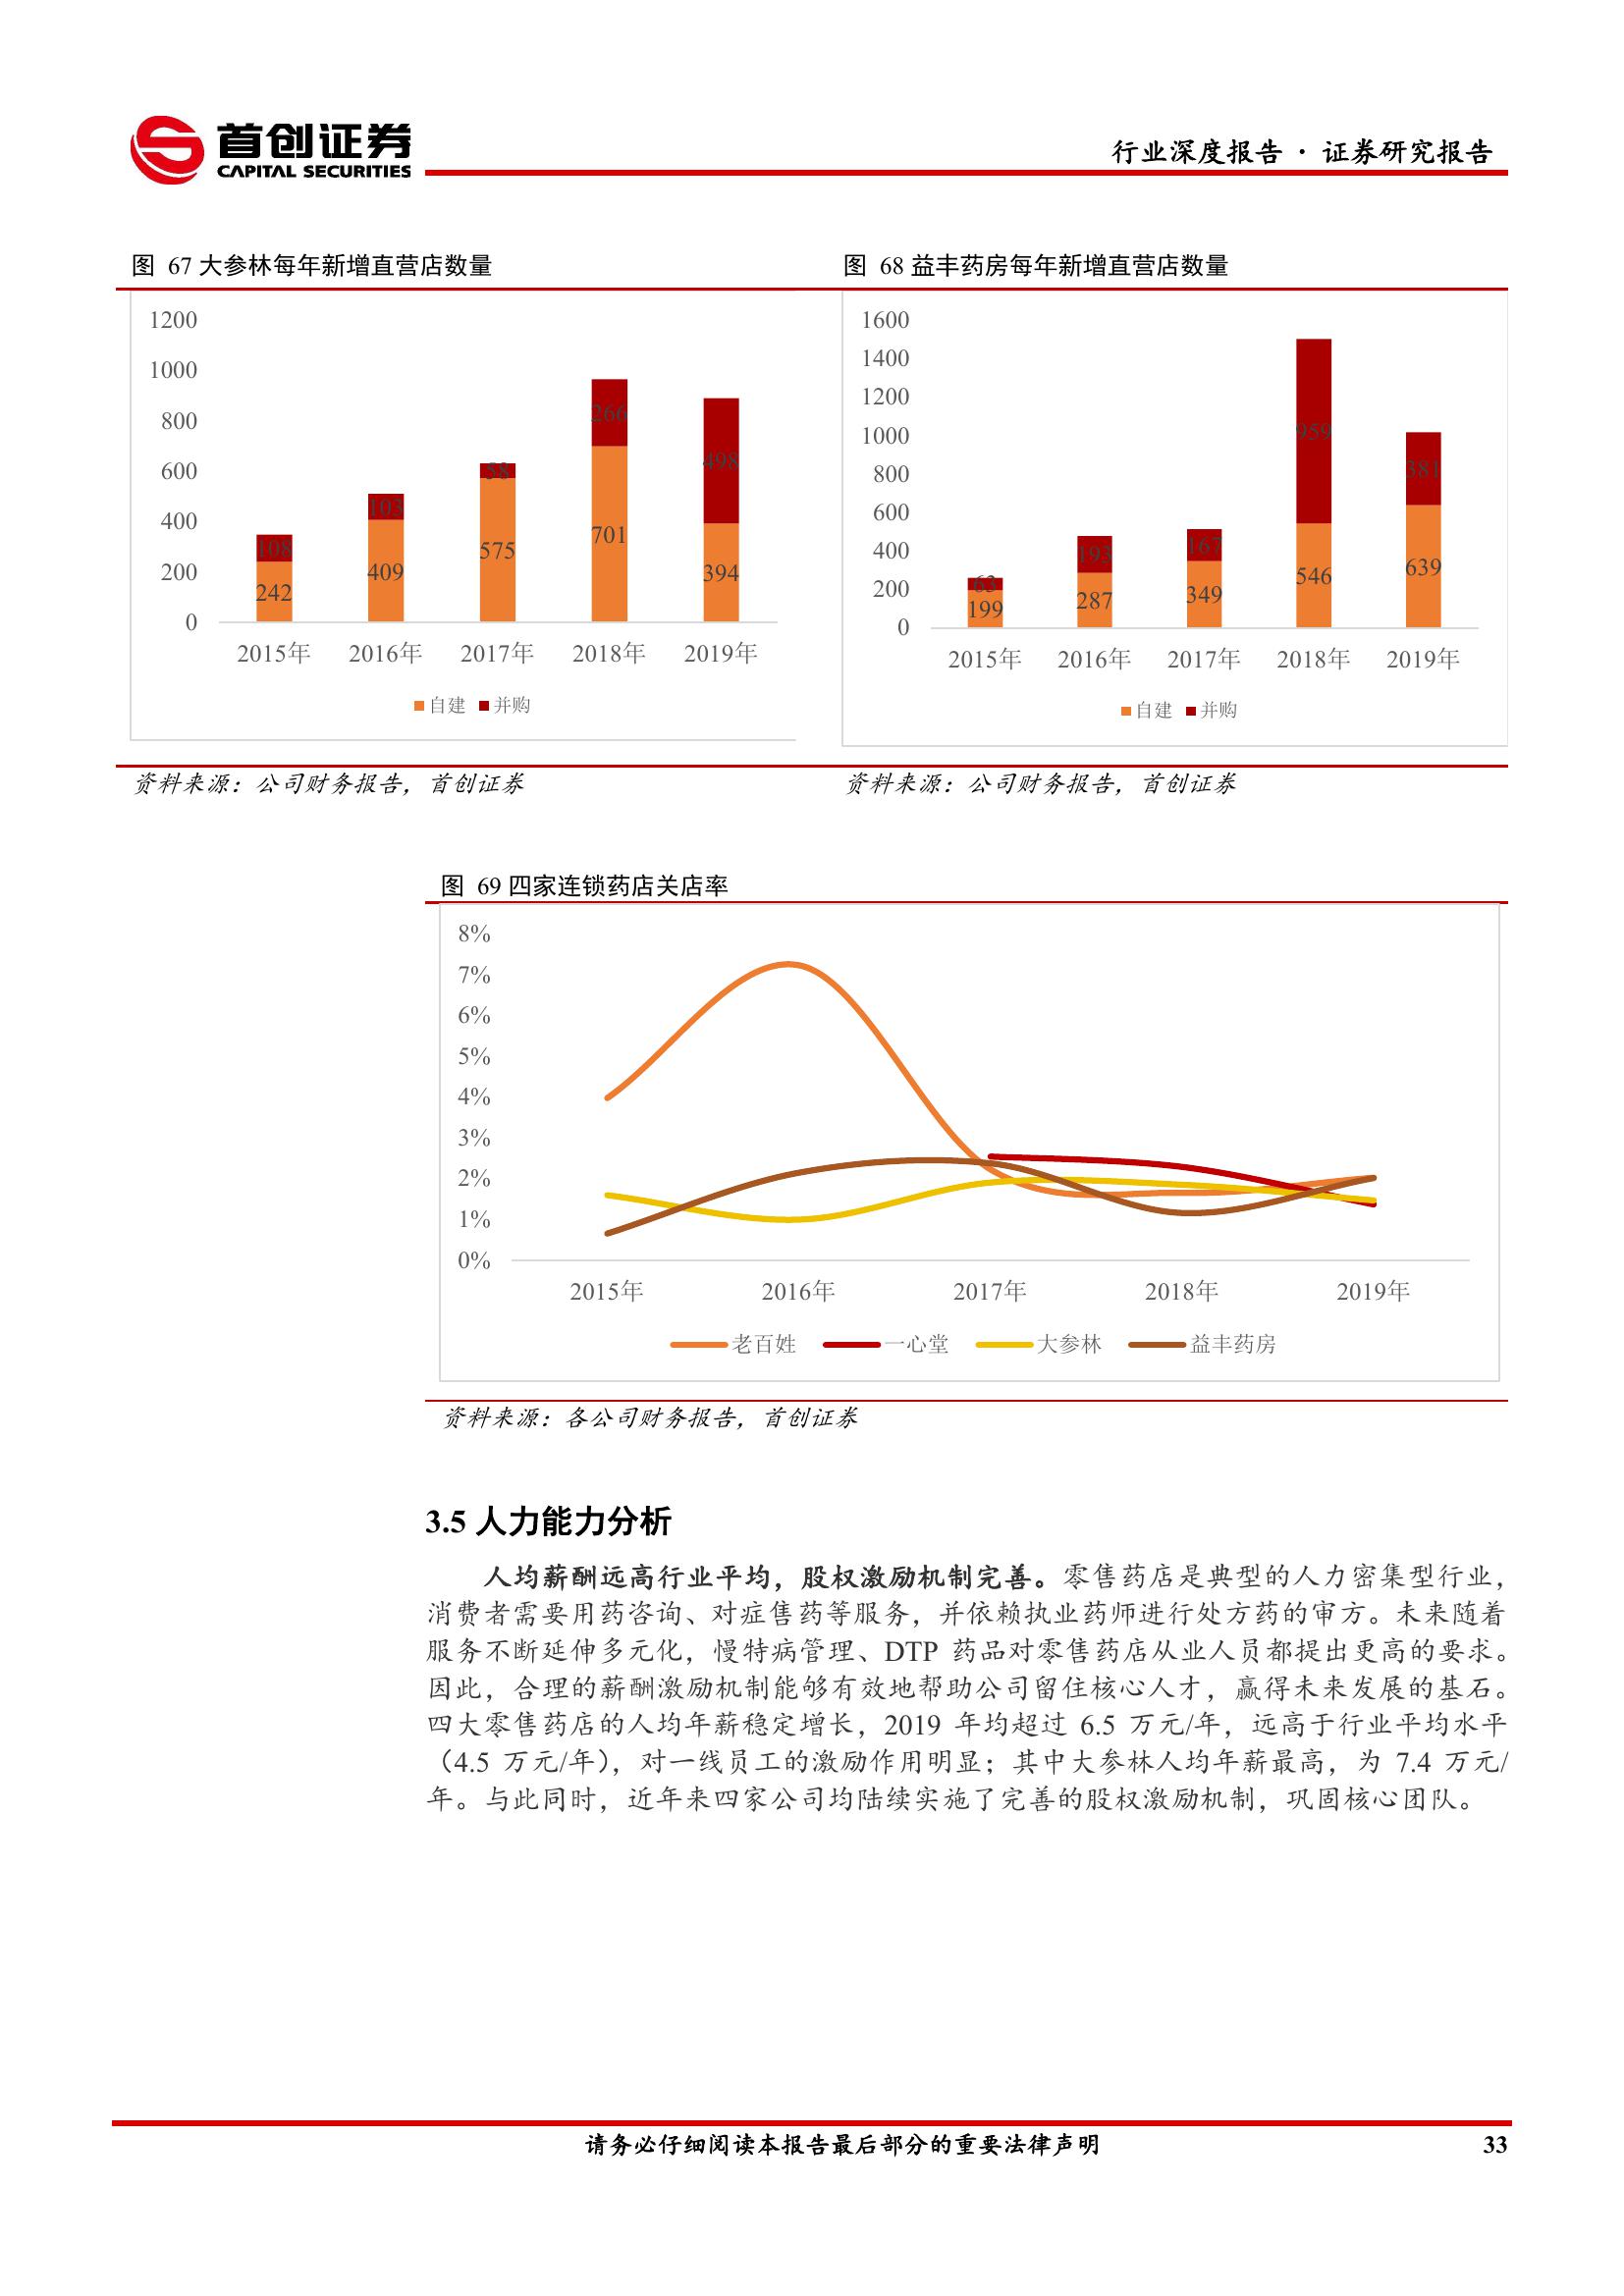 首创证券
CAPITAL SECURITIES
行业深度报告 · 证券研究报告
图 67 大参林每年新增直营店数量
1200
1000
800
600
400
200
0
108
242
103
409
58
575
266
701
498
394
2015年 2016年 2017年 2018年 2019年
自建 并购
资料来源：公司财务报告，首创证券
图 68 益丰药房每年新增直营店数量
1600
1400
1200
1000
800
600
400
200
0
63
199
193
287
167
349
959
546
381
639
2015年 2016年 2017年 2018年 2019年
自建 并购
资料来源：公司财务报告，首创证券
图 69 四家连锁药店关店率
8%
7%
6%
5%
4%
3%
2%
1%
0%
2015年 2016年 2017年 2018年 2019年
老百姓 一心堂 大参林 益丰药房
资料来源：各公司财务报告，首创证券
3.5 人力能力分析
人均薪酬远高行业平均，股权激励机制完善。零售药店是典型的人力密集型行业，
消费者需要用药咨询、对症售药等服务，并依赖执业药师进行处方药的审方。未来随着
服务不断延伸多元化，慢特病管理、DTP 药品对零售药店从业人员都提出更高的要求。
因此，合理的薪酬激励机制能够有效地帮助公司留住核心人才，赢得未来发展的基石。
四大零售药店的人均年薪稳定增长，2019 年均超过 6.5 万元/年，远高于行业平均水平
（4.5 万元/年），对一线员工的激励作用明显；其中大参林人均年薪最高，为 7.4 万元/
年。与此同时，近年来四家公司均陆续实施了完善的股权激励机制，巩固核心团队。
请务必仔细阅读本报告最后部分的重要法律声明
33